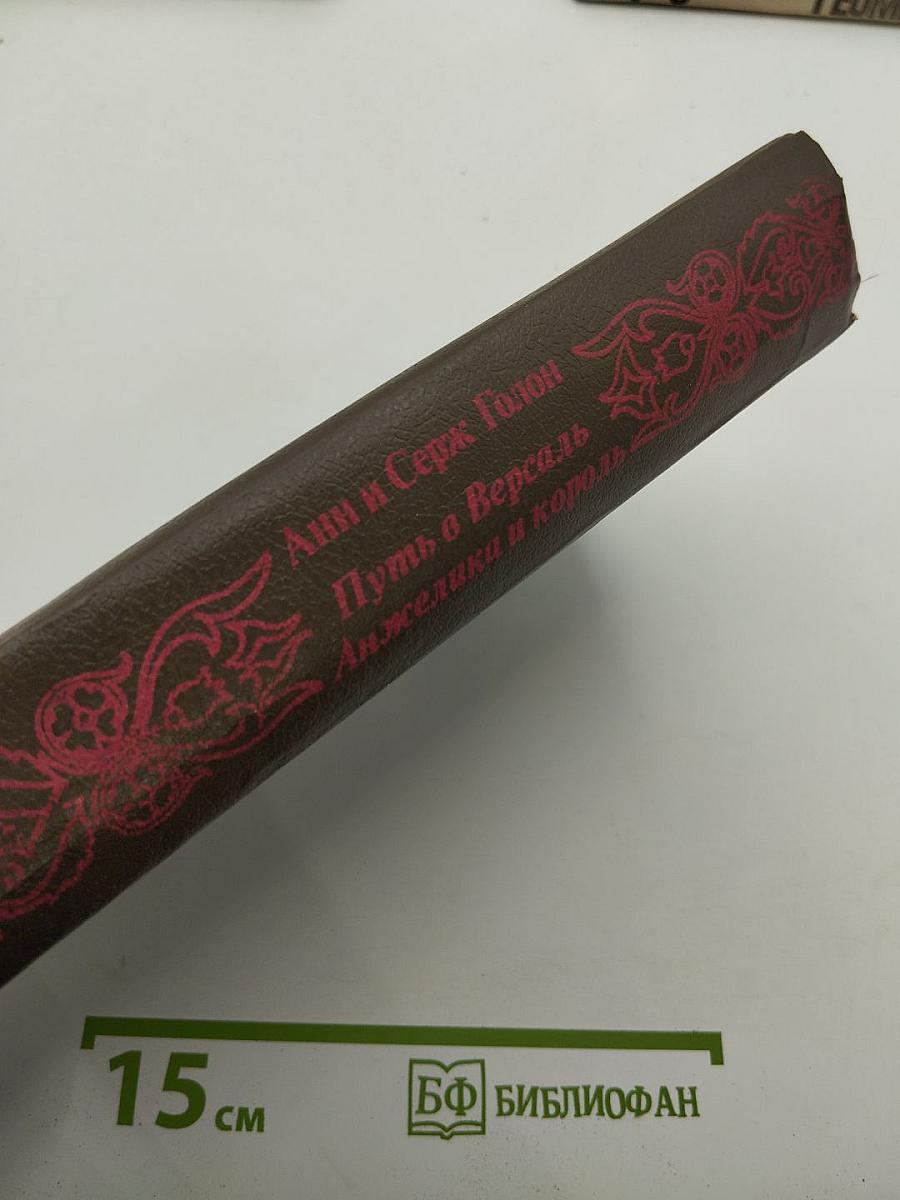 Анн и Серж Голон
Путь в Версаль
Анжелика и король
15 см
БФ БИБЛИОФАН